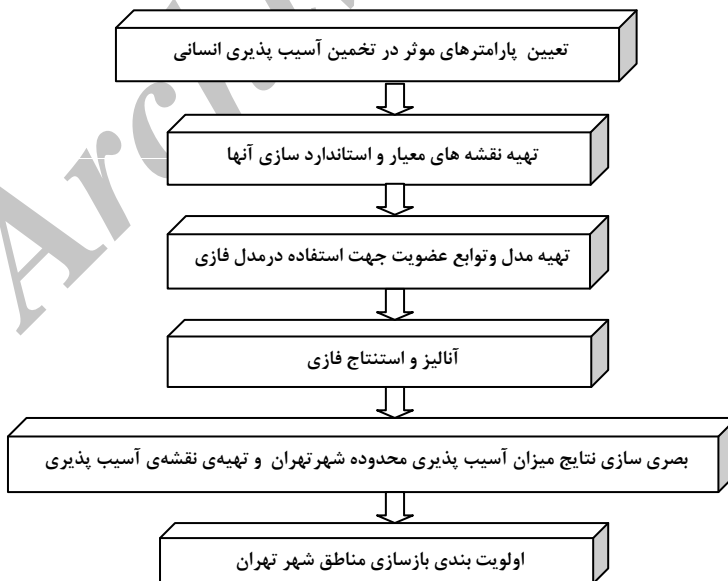 تعیین پارامترهای موثر در تخمین آسیب پذیری انسانی
تهیه نقشه های معیار و استاندارد سازی آنها
تهیه مدل وتوابع عضویت جهت استفاده درمدل فازی
آنالیز و استنتاج فازی
بصری سازی نتایج میزان آسیب پذیری محدوده شهرتهران و تهیه‌ی نقشه‌ی آسیب پذیری
اولویت بندی بازسازی مناطق شهر تهران